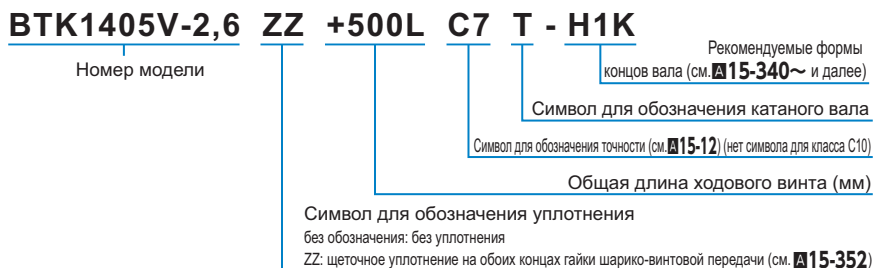 BTK1405V-2,6 ZZ +500L C7 T - H1K
Номер модели
Рекомендуемые формы
концов вала (см. A15-340~ и далее)
Символ для обозначения катаного вала
Символ для обозначения точности (см. A15-12) (нет символа для класса C10)
Общая длина ходового винта (мм)
Символ для обозначения уплотнения
без обозначения: без уплотнения
ZZ: щеточное уплотнение на обоих концах гайки шарико-винтовой передачи (см. A15-352)